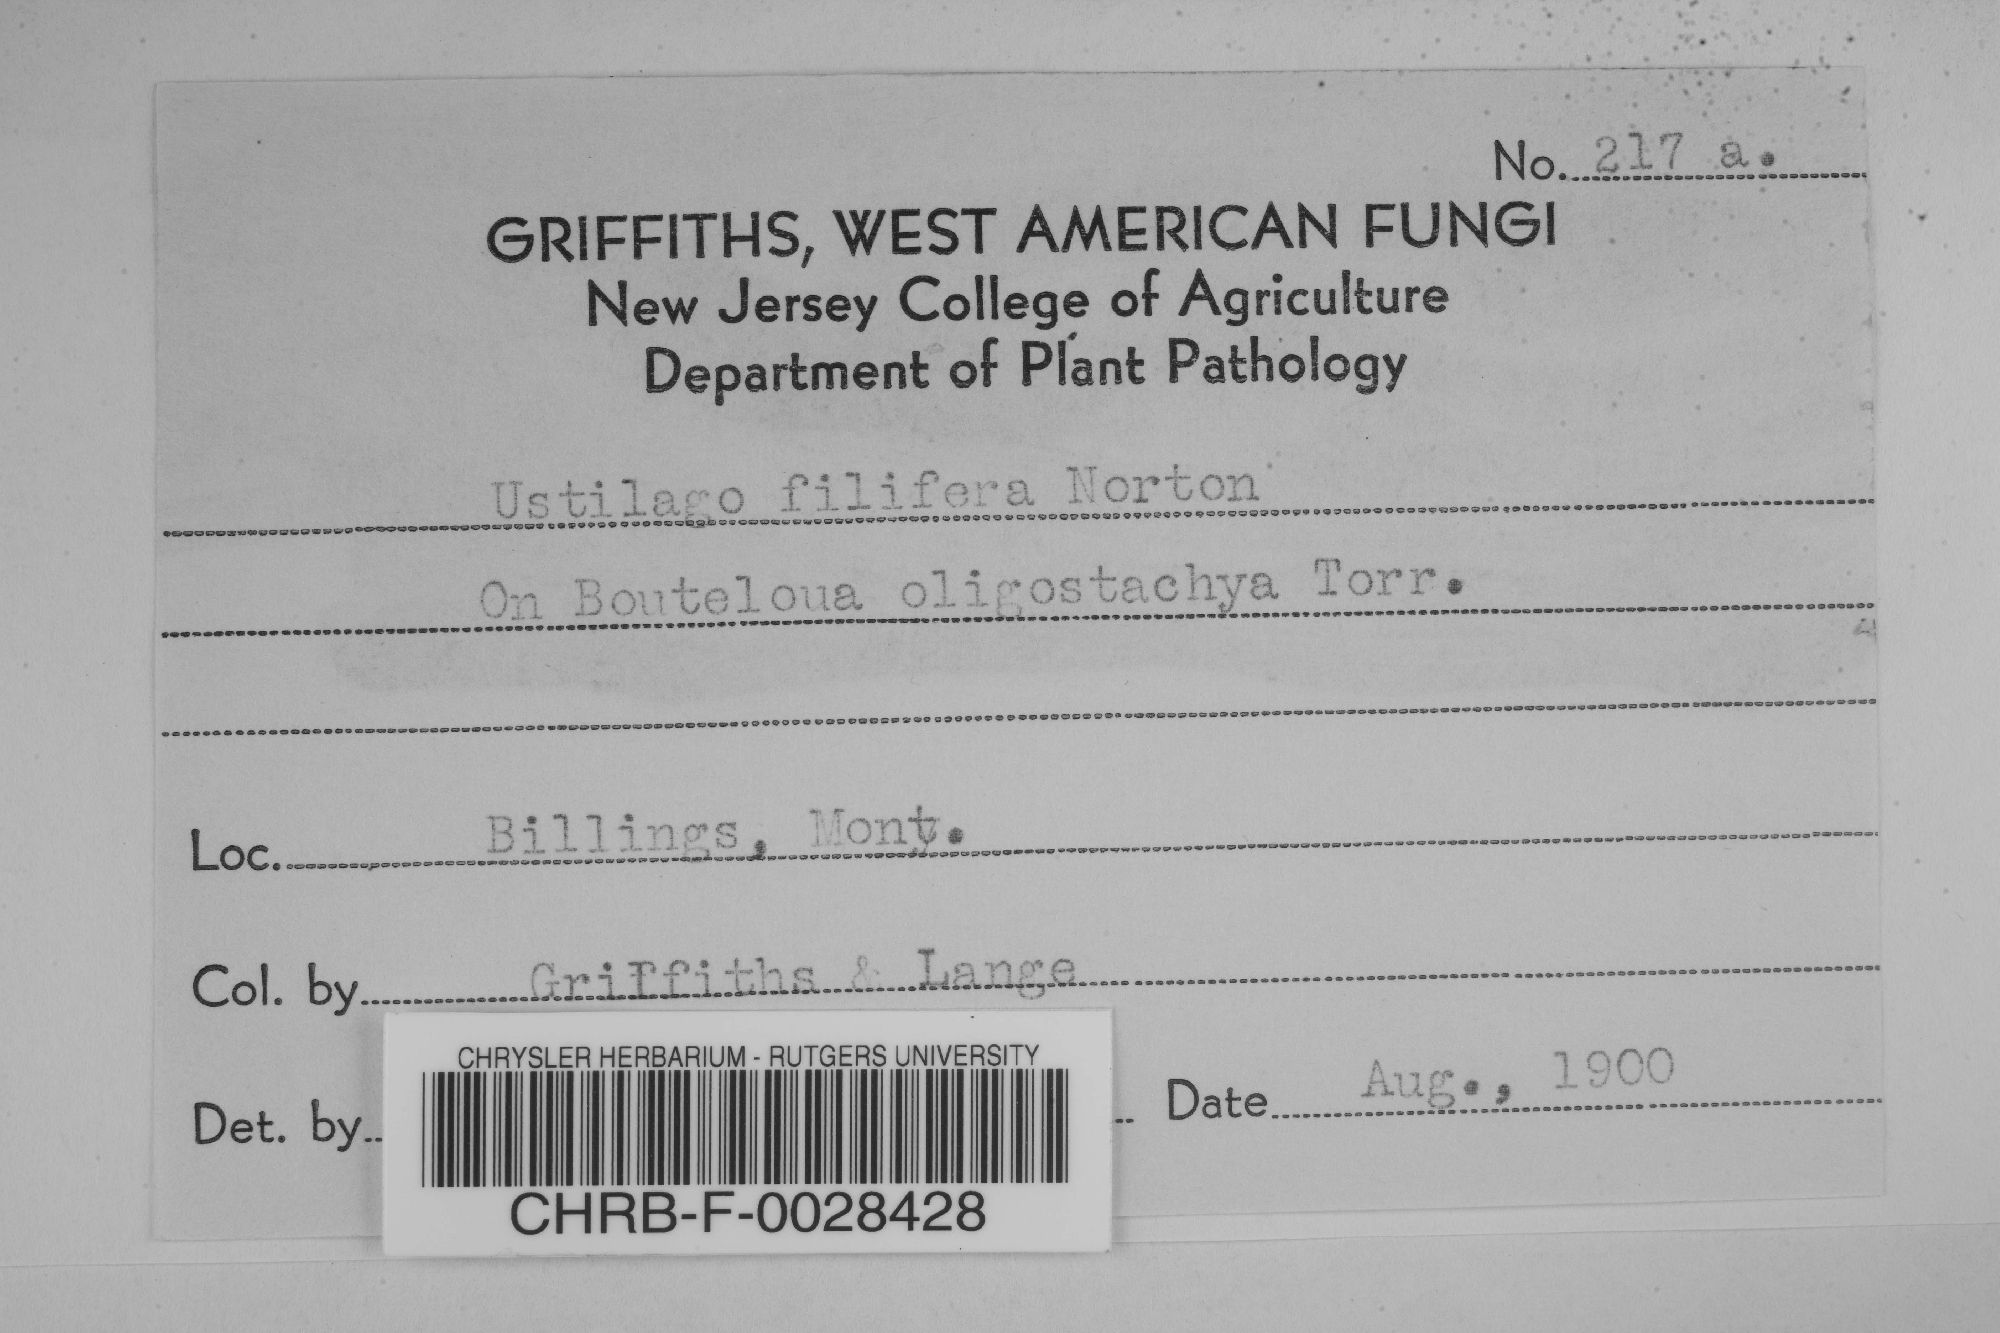 No. 217 a.
GRIFFITHS, WEST AMERICAN FUNGI
New Jersey College of Agriculture
Department of Plant Pathology
Ustilago filifera Norton
On Bouteloua oligostachya Torr.
Loc. Billings, Mont.
Col. by Griffiths & Lange
Det. by
Date Aug., 1900
CHRYSLER HERBARIUM - RUTGERS UNIVERSITY
CHRB-F-0028428